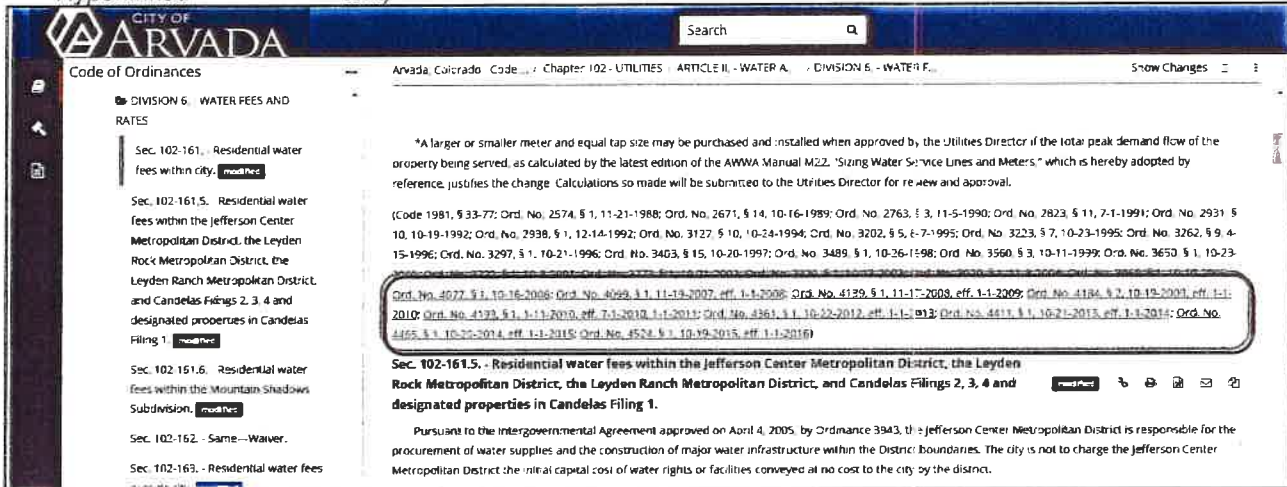 CITY OF
ARVADA
Search
Code of Ordinances
DIVISION 6. WATER FEES AND
RATES
Sec. 102-161. - Residential water
fees within city. modified
Sec. 102-161.5. Residential water
fees within the Jefferson Center
Metropolitan District, the Leyden
Rock Metropolitan District, the
Leyden Ranch Metropolitan District,
and Candelas Filings 2, 3, 4 and
designated properties in Candelas
Filing 1. modified
Sec. 102-161.6. Residential water
fees within the Mountain Shadows
Subdivision. modified
Sec. 102-162. - Same—Waiver.
Sec. 102-163. - Residential water fees
Arvada, Colorado Code ... / Chapter 102 - UTILITIES ARTICLE II. - WATER A... DIVISION 6. - WATER F...
Show Changes
*A larger or smaller meter and equal tap size may be purchased and installed when approved by the Utilities Director if the total peak demand flow of the
property being served, as calculated by the latest edition of the AWWA Manual M22, "Sizing Water Service Lines and Meters," which is hereby adopted by
reference, justifies the change. Calculations so made will be submitted to the Utilities Director for review and approval.
(Code 1981, § 33-77; Ord. No. 2574, § 1, 11-21-1988; Ord. No. 2671, § 14, 10-16-1989; Ord. No. 2763, § 3, 11-5-1990; Ord. No. 2823, § 11, 7-1-1991; Ord. No. 2931, §
10, 10-19-1992; Ord. No. 2938, § 1, 12-14-1992; Ord. No. 3127, § 10, 10-24-1994; Ord. No. 3202, § 5, 6-7-1995; Ord. No. 3223, § 7, 10-23-1995; Ord. No. 3262, § 9, 4-
15-1996; Ord. No. 3297, § 1, 10-21-1996; Ord. No. 3403, § 15, 10-20-1997; Ord. No. 3489, § 1, 10-26-1998; Ord. No. 3560, § 3, 10-11-1999; Ord. No. 3650, § 1, 10-23-
Ord. No. 4077, § 1, 10-16-2006; Ord. No. 4099, § 1, 11-19-2007, eff. 1-1-2008; Ord. No. 4139, § 1, 11-17-2008, eff. 1-1-2009; Ord. No. 4184, § 2, 10-19-2009, eff. 1-1-
2010; Ord. No. 4193, § 1, 1-11-2010, eff. 7-1-2010, 1-1-2011; Ord. No. 4361, § 1, 10-22-2012, eff. 1-1-2013; Ord. No. 4411, § 1, 10-21-2013, eff. 1-1-2014; Ord. No.
4465, § 1, 10-20-2014, eff. 1-1-2015; Ord. No. 4524, § 1, 10-19-2015, eff. 1-1-2016)
Sec. 102-161.5. - Residential water fees within the Jefferson Center Metropolitan District, the Leyden
Rock Metropolitan District, the Leyden Ranch Metropolitan District, and Candelas Filings 2, 3, 4 and modified
designated properties in Candelas Filing 1.
Pursuant to the Intergovernmental Agreement approved on April 4, 2005, by Ordinance 3943, the Jefferson Center Metropolitan District is responsible for the
procurement of water supplies and the construction of major water infrastructure within the District boundaries. The city is not to charge the Jefferson Center
Metropolitan District the initial capital cost of water rights or facilities conveyed at no cost to the city by the district.